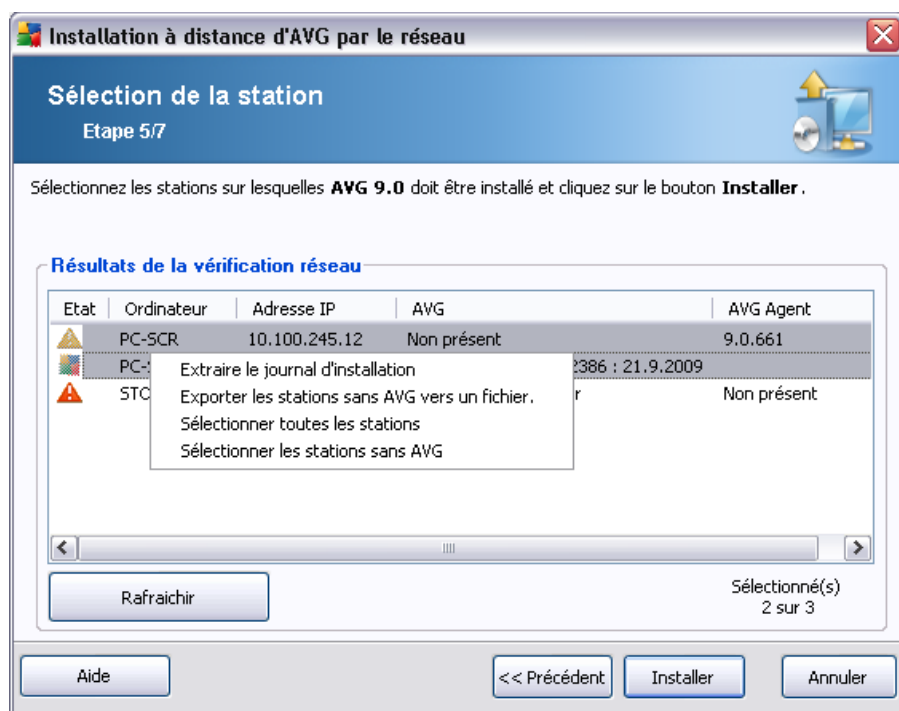 Installation à distance d'AVG par le réseau
Sélection de la station
Etape 5/7
Sélectionnez les stations sur lesquelles AVG 9.0 doit être installé et cliquez sur le bouton Installer.
Résultats de la vérification réseau
Etat Ordinateur Adresse IP AVG AVG Agent
PC-SCR 10.100.245.12 Non présent 9.0.661
PC- 2386 : 21.9.2009
STO r Non présent
Extraire le journal d'installation
Exporter les stations sans AVG vers un fichier.
Sélectionner toutes les stations
Sélectionner les stations sans AVG
Rafraichir
Sélectionné(s)
2 sur 3
Aide << Précédent Installer Annuler